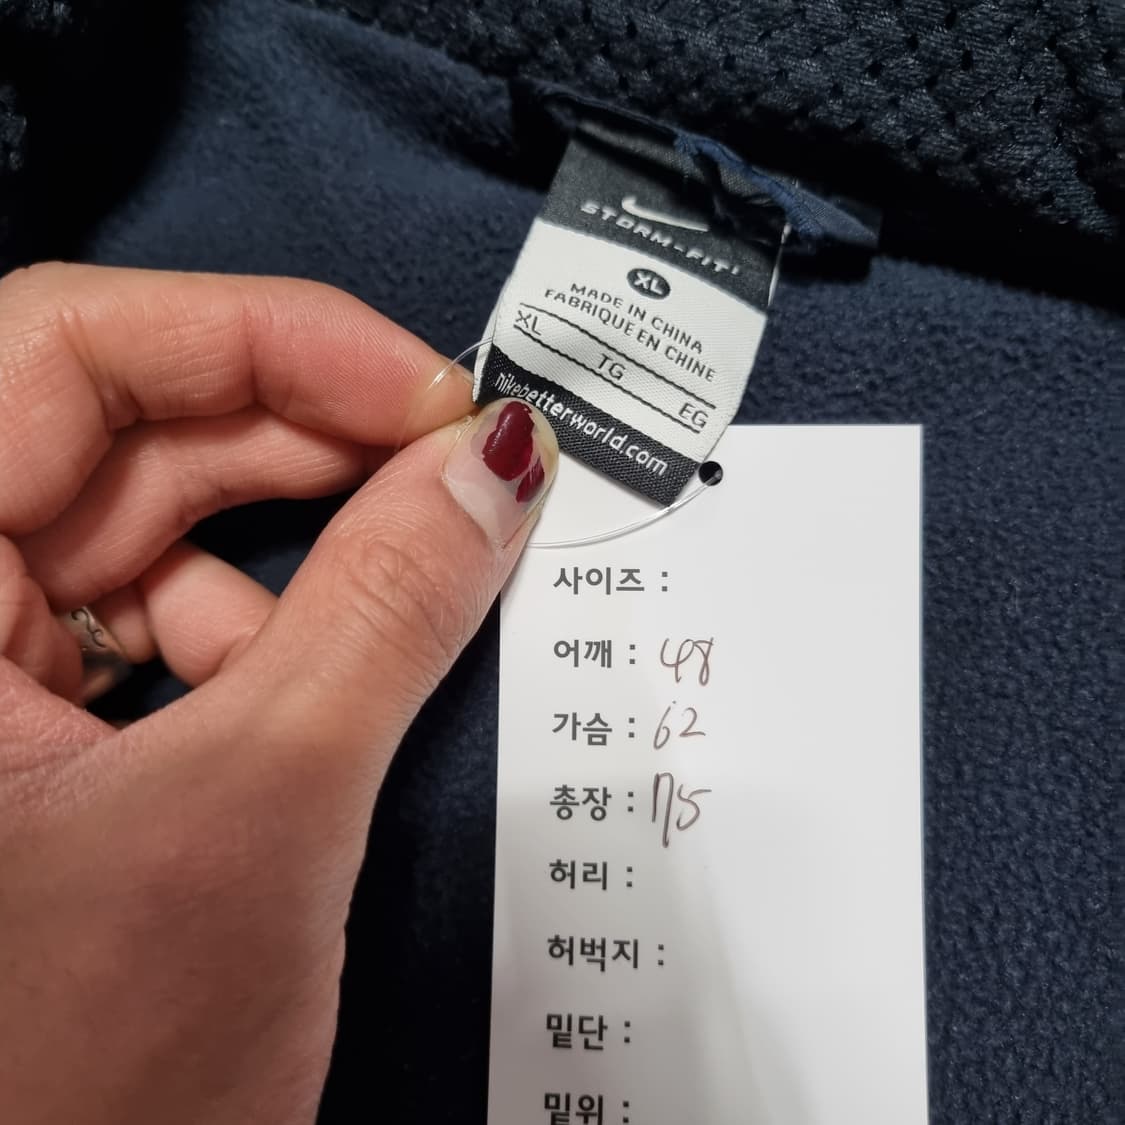 STORM-FIT
XL
MADE IN CHINA
FABRIQUE EN CHINE
XL TG EG
nikebetterworld.com
사이즈 :
어깨 : 48
가슴 : 62
총장 : 75
허리 :
허벅지 :
밑단 :
밑위 :